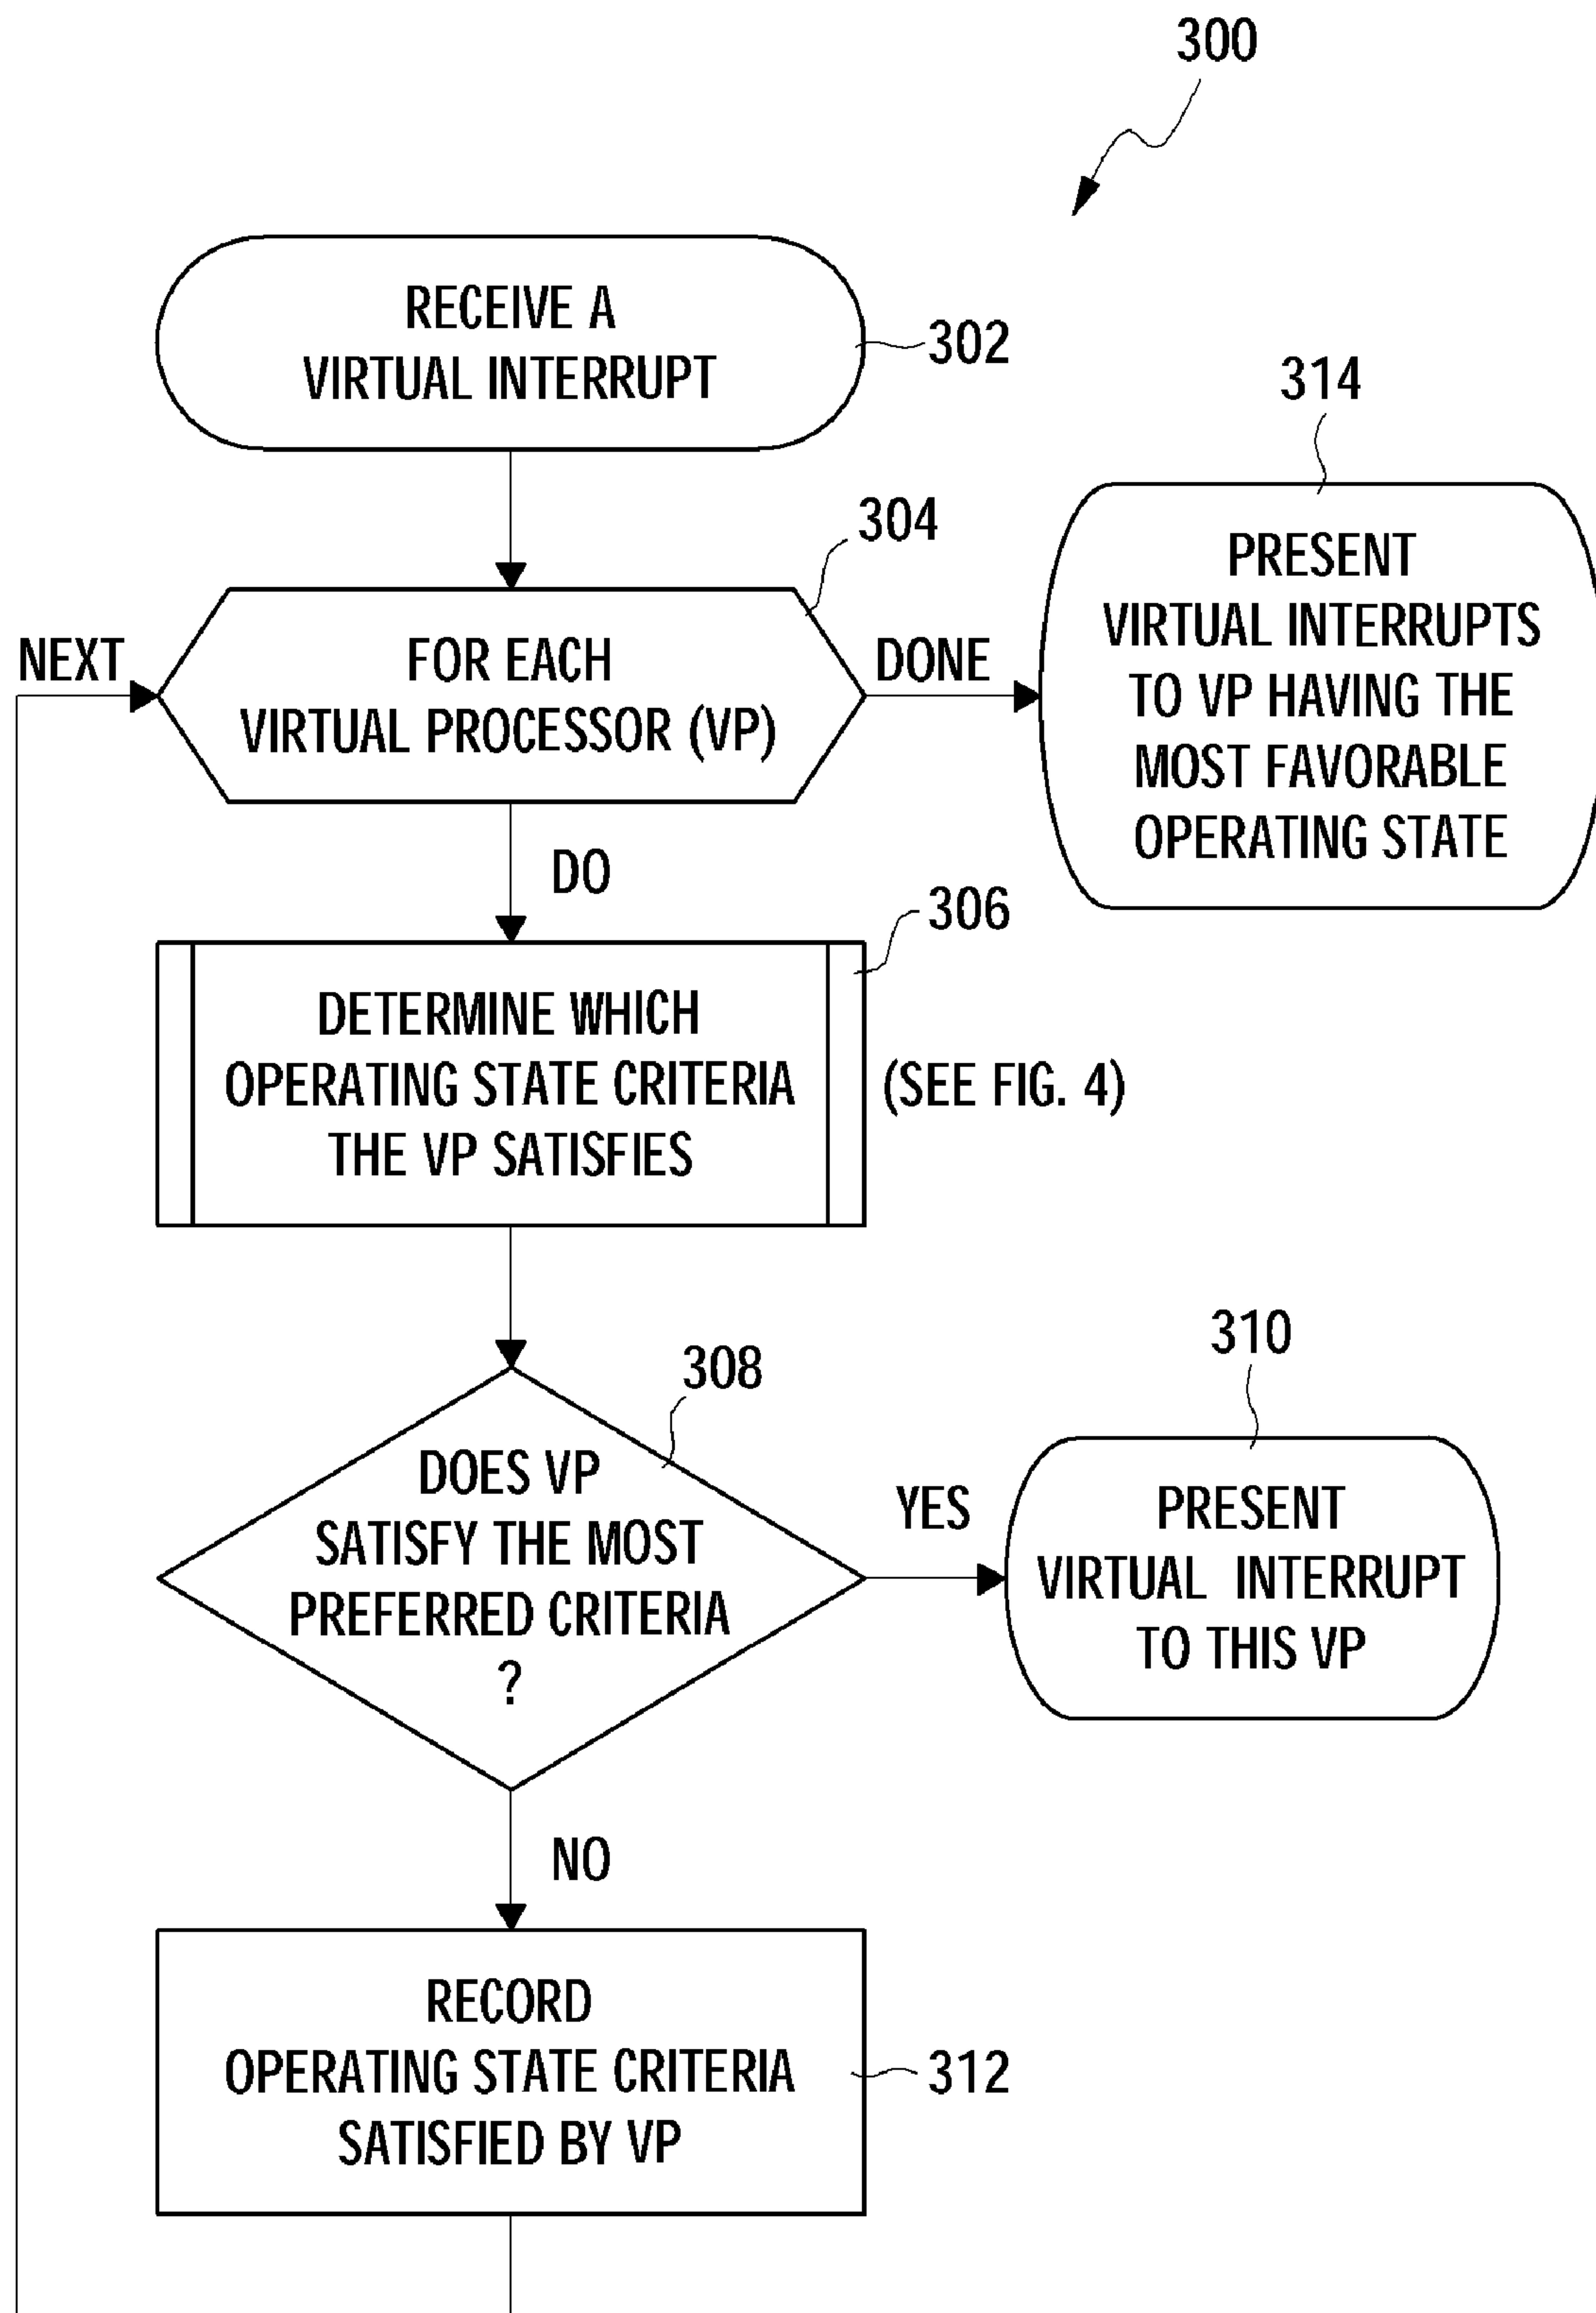 300
RECEIVE A
VIRTUAL INTERRUPT
302
314
304
PRESENT
VIRTUAL INTERRUPTS
TO VP HAVING THE
MOST FAVORABLE
OPERATING STATE
NEXT
FOR EACH
VIRTUAL PROCESSOR (VP)
DONE
DO
306
DETERMINE WHICH
OPERATING STATE CRITERIA
THE VP SATISFIES
(SEE FIG. 4)
308
310
DOES VP
SATISFY THE MOST
PREFERRED CRITERIA
?
YES
PRESENT
VIRTUAL INTERRUPT
TO THIS VP
NO
RECORD
OPERATING STATE CRITERIA
SATISFIED BY VP
312